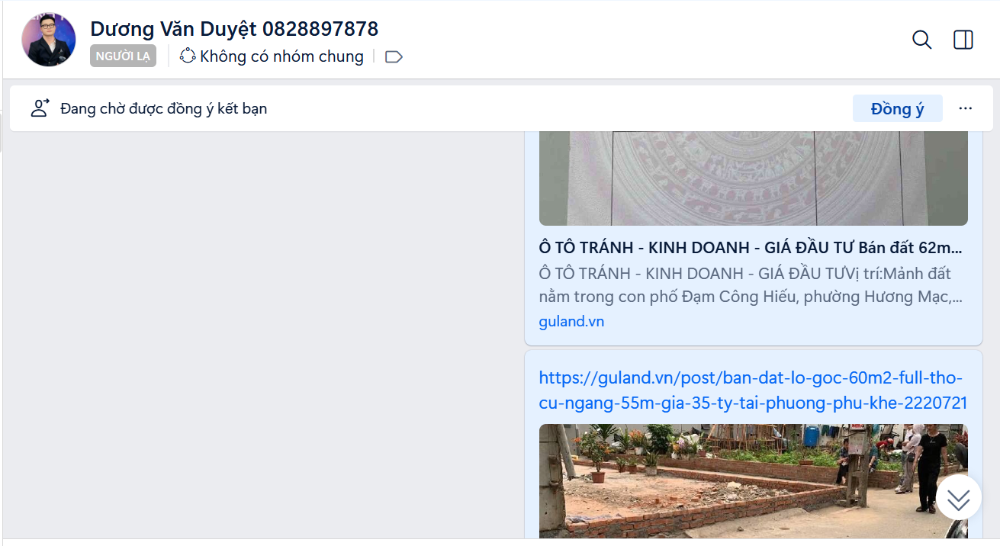 Dương Văn Duyệt 0828897878
NGƯỜI LẠ
Không có nhóm chung
Đang chờ được đồng ý kết bạn
Đồng ý
Ô TÔ TRÁNH - KINH DOANH - GIÁ ĐẦU TƯ Bán đất 62m...
Ô TÔ TRÁNH - KINH DOANH - GIÁ ĐẦU TƯVị trí:Mảnh đất
nằm trong con phố Đạm Công Hiếu, phường Hương Mạc,...
guland.vn
https://guland.vn/post/ban-dat-lo-goc-60m2-full-tho-
cu-ngang-55m-gia-35-ty-tai-phuong-phu-khe-2220721